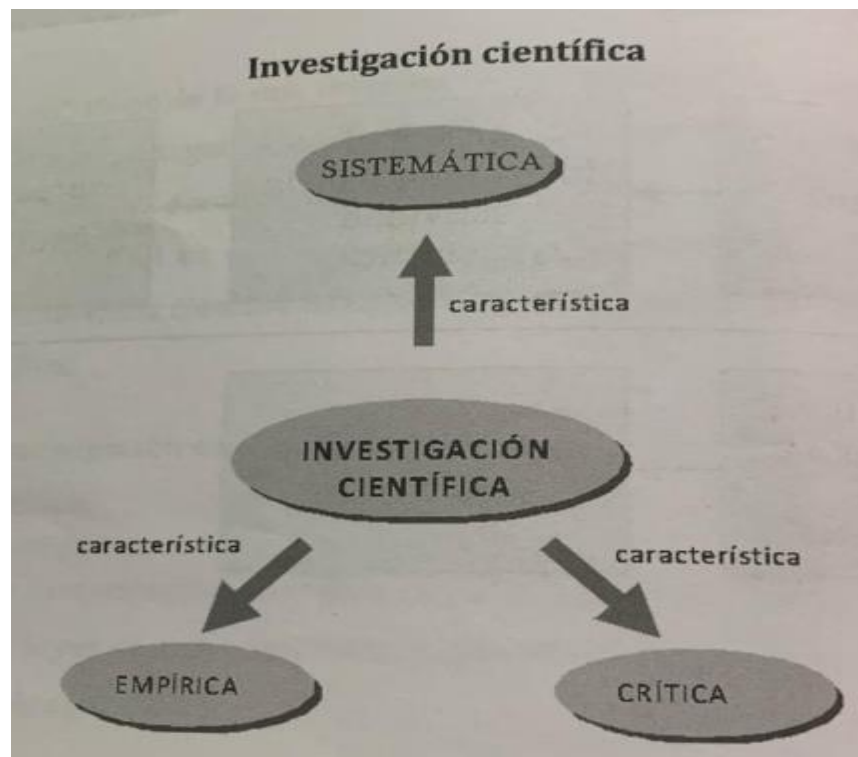 Investigación científica
SISTEMÁTICA
característica
INVESTIGACIÓN
CIENTÍFICA
característica
característica
EMPÍRICA
CRÍTICA